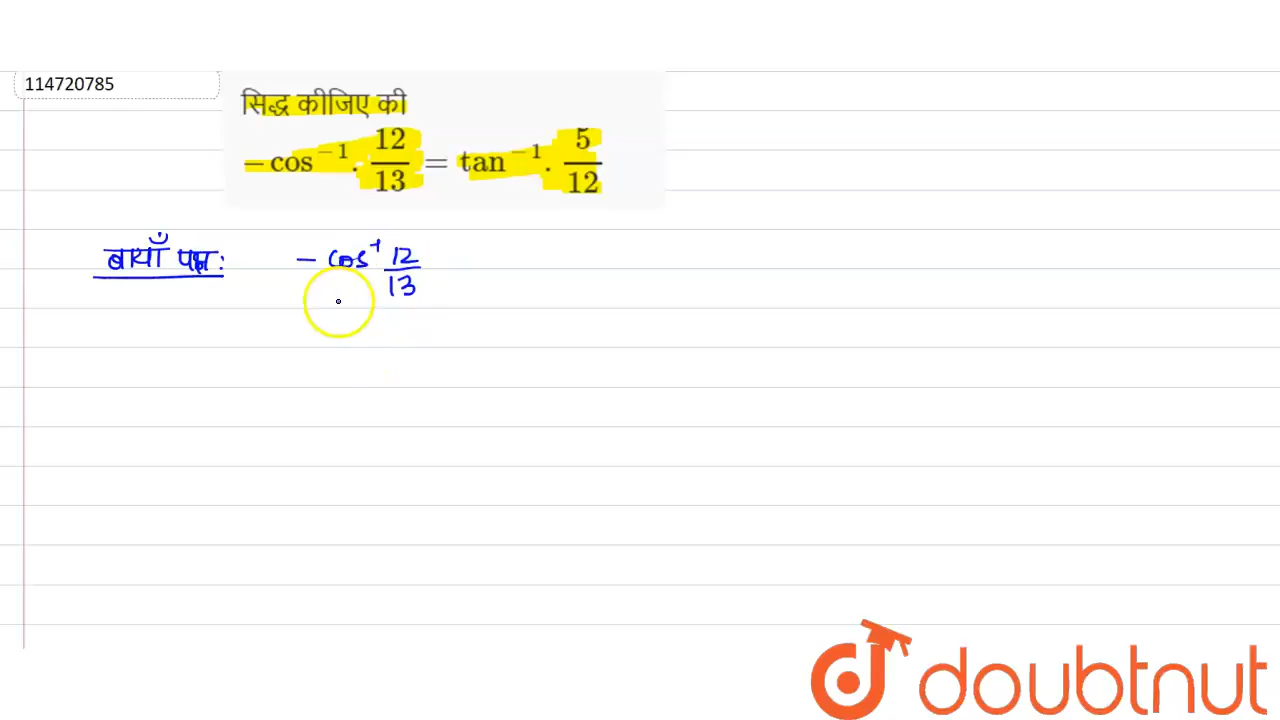 114720785
सिद्ध कीजिए की
-cos⁻¹. 12/13 = tan⁻¹. 5/12
बायाँ पक्ष: - cos⁻¹ 12/13
doubtnut